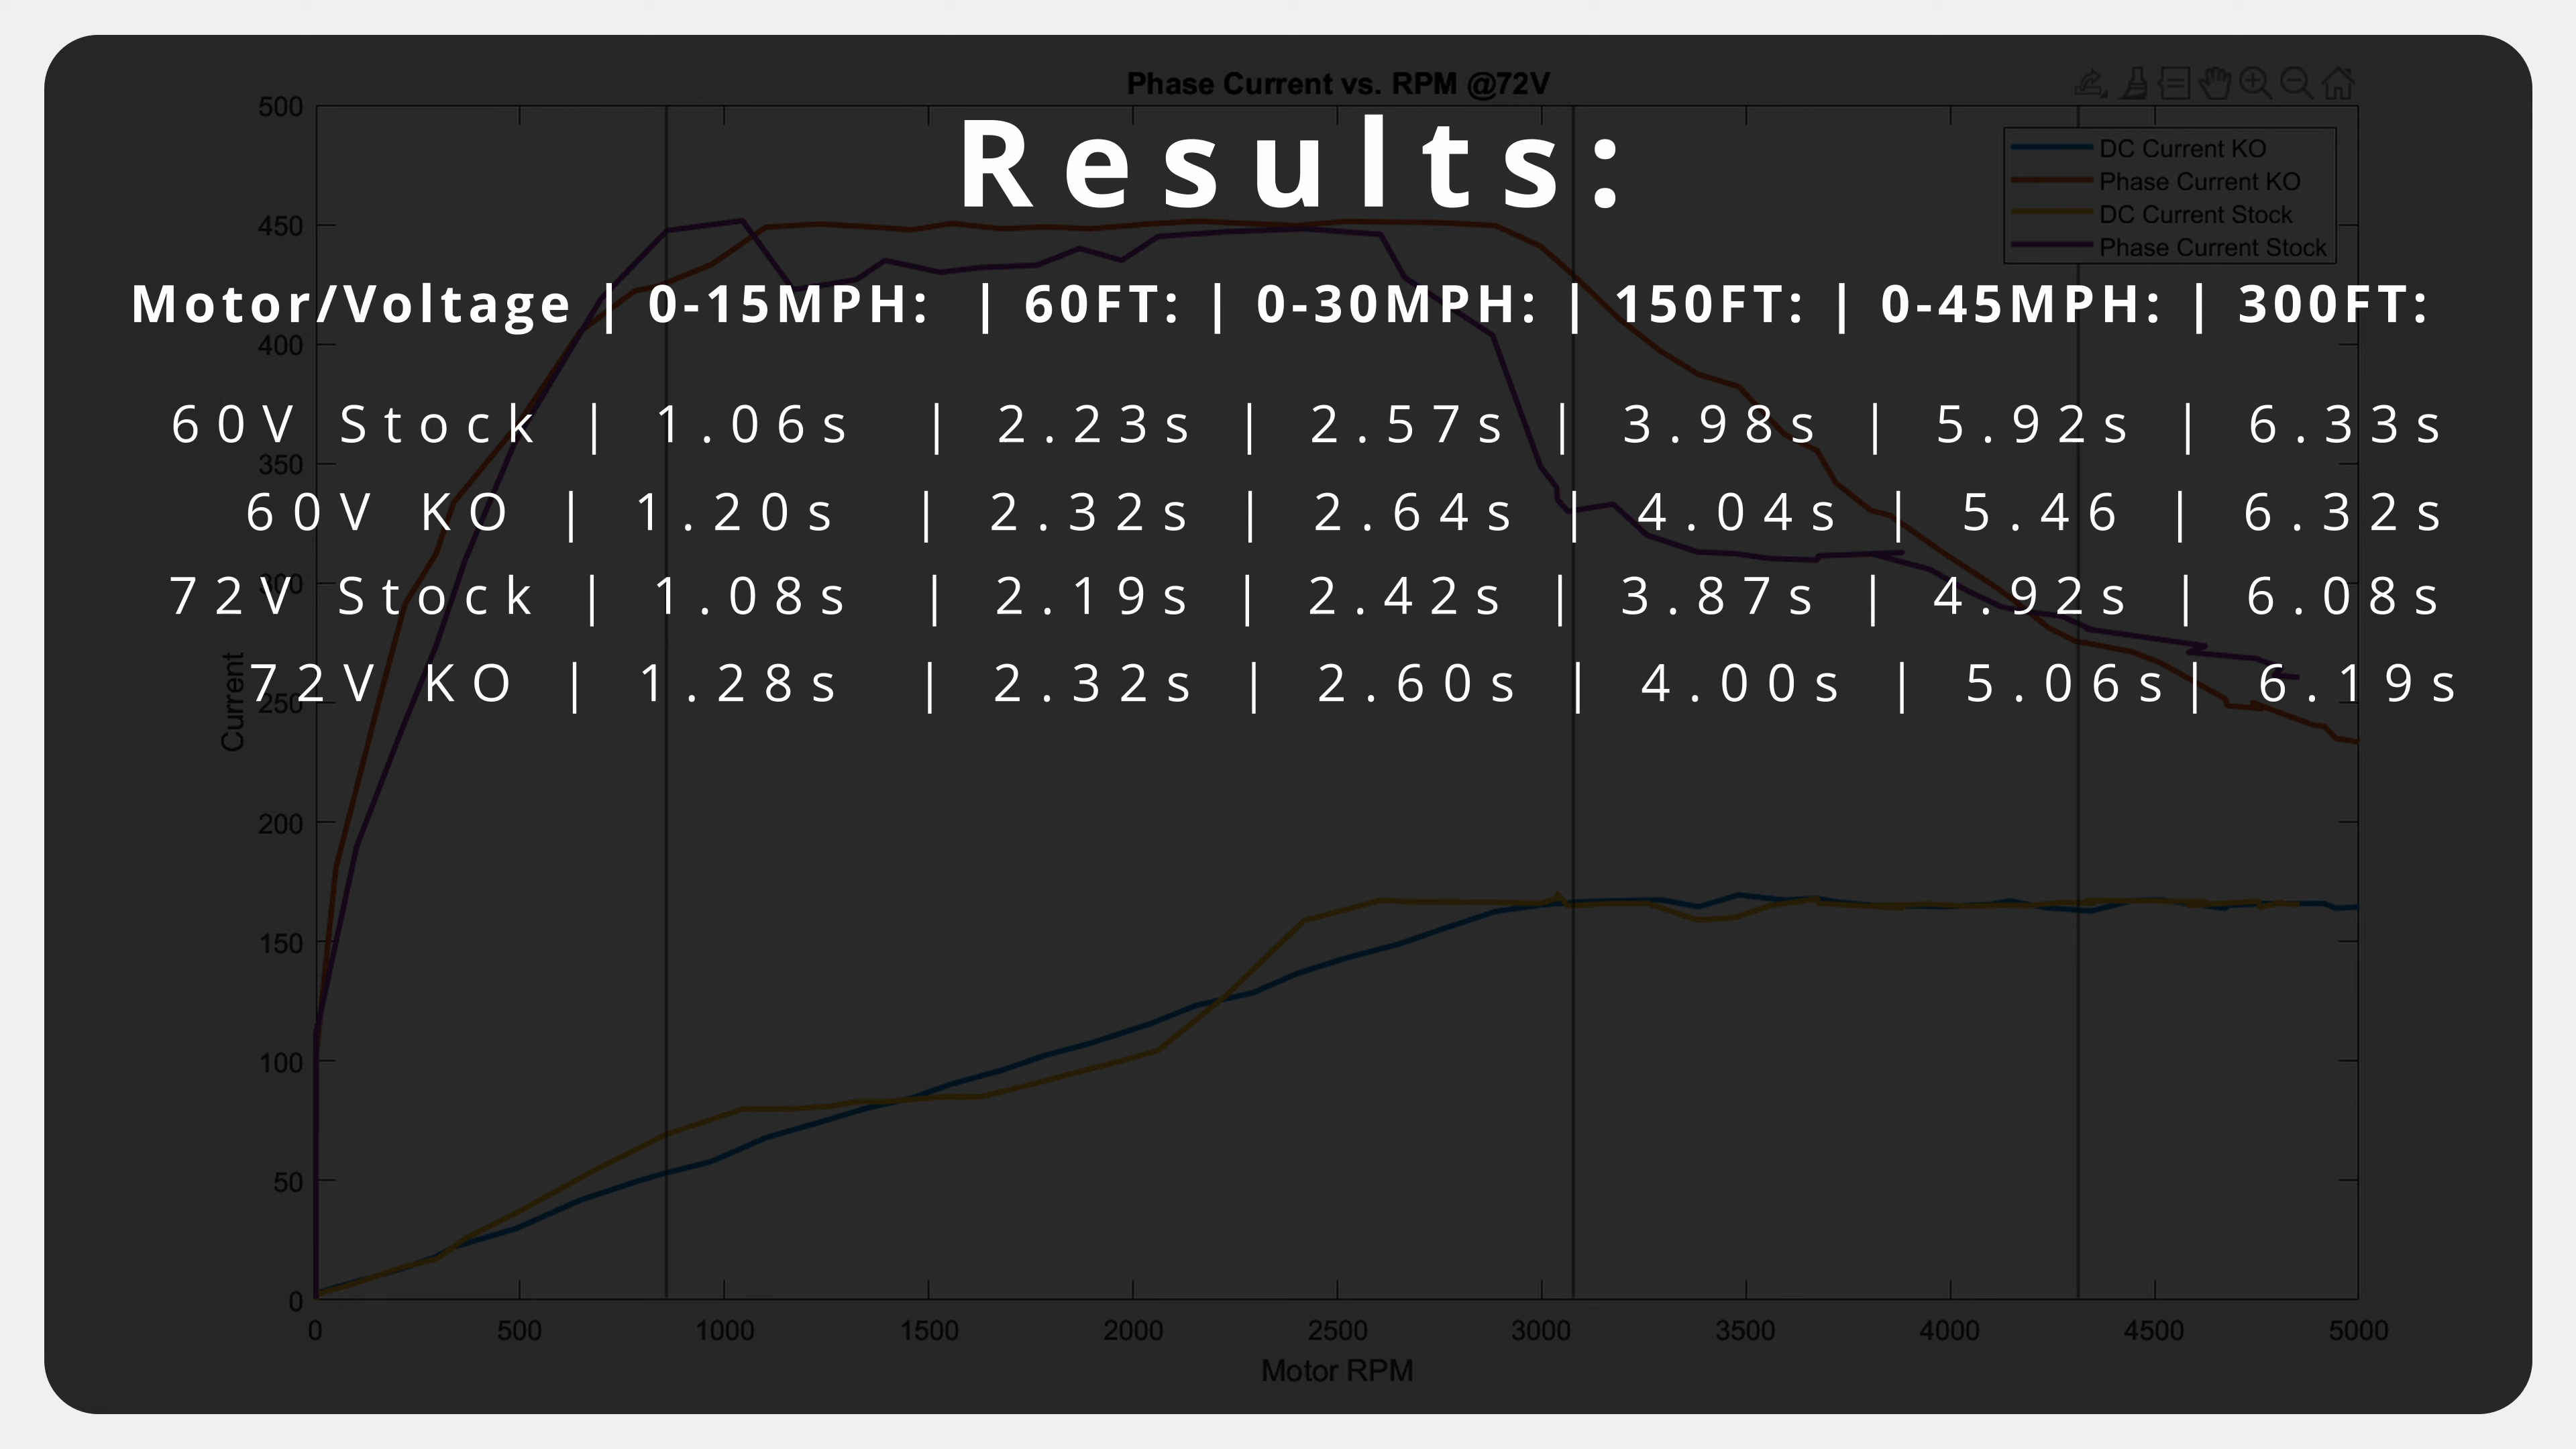 Phase Current vs. RPM @72V
Results:
500
DC Current KO
Phase Current KO
DC Current Stock
Phase Current Stock
450
Motor/Voltage | 0-15MPH: | 60FT: | 0-30MPH: | 150FT: | 0-45MPH: | 300FT:
400
60V Stock | 1.06s | 2.23s | 2.57s | 3.98s | 5.92s | 6.33s
350
60V KO | 1.20s | 2.32s | 2.64s | 4.04s | 5.46 | 6.32s
300
72V Stock | 1.08s | 2.19s | 2.42s | 3.87s | 4.92s | 6.08s
72V KO | 1.28s | 2.32s | 2.60s | 4.00s | 5.06s | 6.19s
250
Current
200
150
100
50
0
0 500 1000 1500 2000 2500 3000 3500 4000 4500 5000
Motor RPM